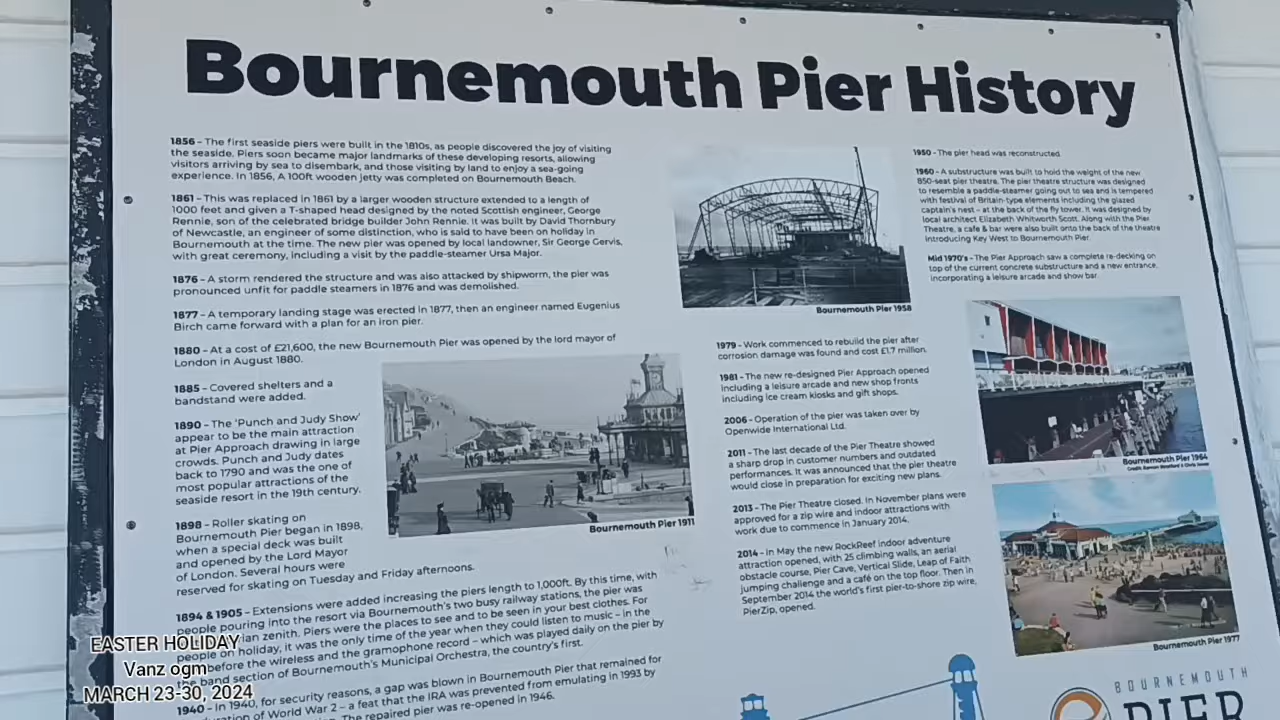 Bournemouth Pier History
1856 – The first seaside piers were built in the 1810s, as people discovered the joy of visiting
the seaside. Piers soon became major landmarks of these developing resorts, allowing
visitors arriving by sea to disembark, and those visiting by land to enjoy a sea-going
experience. In 1856, A 100ft wooden jetty was completed on Bournemouth Beach.
1861 – This was replaced in 1861 by a larger wooden structure extended to a length of
1000 feet and given a T-shaped head designed by the noted Scottish engineer, George
Rennie, son of the celebrated bridge builder John Rennie. It was built by David Thornbury
of Newcastle, an engineer of some distinction, who is said to have been on holiday in
Bournemouth at the time. The new pier was opened by local landowner, Sir George Gervis,
with great ceremony, including a visit by the paddle-steamer Ursa Major.
1876 – A storm rendered the structure and was also attacked by shipworm, the pier was
pronounced unfit for paddle steamers in 1876 and was demolished.
1877 – A temporary landing stage was erected in 1877, then an engineer named Eugenius
Birch came forward with a plan for an iron pier.
1880 – At a cost of £21,600, the new Bournemouth Pier was opened by the lord mayor of
London in August 1880.
1885 – Covered shelters and a
bandstand were added.
1890 – The 'Punch and Judy Show'
appear to be the main attraction
at Pier Approach drawing in large
crowds. Punch and Judy dates
back to 1790 and was the one of
most popular attractions of the
seaside resort in the 19th century.
1898 – Roller skating on
Bournemouth Pier began in 1898,
when a special deck was built
and opened by the Lord Mayor
of London. Several hours were
reserved for skating on Tuesday and Friday afternoons.
Bournemouth Pier 1911
1894 & 1905 – Extensions were added increasing the piers length to 1,000ft. By this time, with
people pouring into the resort via Bournemouth's two busy railway stations, the pier was
ian zenith. Piers were the places to see and to be seen in your best clothes. For
people on holiday, it was the only time of the year when they could listen to music – in the
before the wireless and the gramophone record – which was played daily on the pier by
the band section of Bournemouth's Municipal Orchestra, the country's first.
1940 – In 1940, for security reasons, a gap was blown in Bournemouth Pier that remained for
duration of World War 2 – a feat that the IRA was prevented from emulating in 1993 by
The repaired pier was re-opened in 1946.
Bournemouth Pier 1958
1979 – Work commenced to rebuild the pier after
corrosion damage was found and cost £1.7 million.
1981 – The new re-designed Pier Approach opened
including a leisure arcade and new shop fronts
including ice cream kiosks and gift shops.
2006 – Operation of the pier was taken over by
Openwide International Ltd.
2011 – The last decade of the Pier Theatre showed
a sharp drop in customer numbers and outdated
performances. It was announced that the pier theatre
would close in preparation for exciting new plans.
2013 – The Pier Theatre closed. In November plans were
approved for a zip wire and indoor attractions with
work due to commence in January 2014.
2014 – In May the new RockReef indoor adventure
attraction opened, with 25 climbing walls, an aerial
obstacle course, Pier Cave, Vertical Slide, Leap of Faith
jumping challenge and a café on the top floor. Then in
September 2014 the world's first pier-to-shore zip wire,
PierZip, opened.
1950 – The pier head was reconstructed.
1960 – A substructure was built to hold the weight of the new
850-seat pier theatre. The pier theatre structure was designed
to resemble a paddle-steamer going out to sea and is tempered
with festival of Britain-type elements including the glazed
captain's nest – at the back of the fly tower. It was designed by
local architect Elizabeth Whitworth Scott. Along with the Pier
Theatre, a cafe & bar were also built onto the back of the theatre
introducing Key West to Bournemouth Pier.
Mid 1970's – The Pier Approach saw a complete re-decking on
top of the current concrete substructure and a new entrance,
incorporating a leisure arcade and show bar.
Bournemouth Pier 1964
Bournemouth Pier 1977
BOURNEMOUTH
PIER
EASTER HOLIDAY
Vanz ogm
MARCH 23-30, 2024